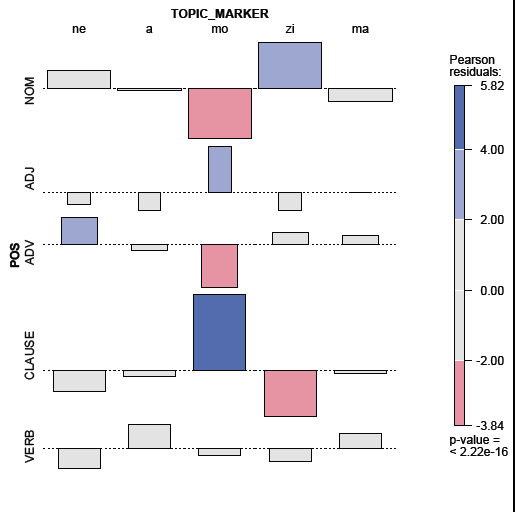 TOPIC_MARKER
ne a mo zi ma
Pearson
residuals:
5.82
4.00
2.00
0.00
-2.00
-3.84
p-value =
< 2.22e-16
POS
NOM
ADJ
ADV
CLAUSE
VERB